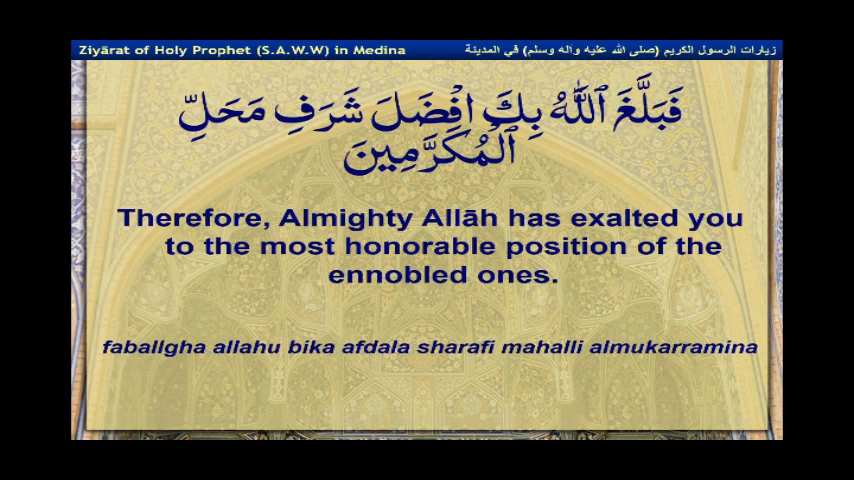 Ziyārat of Holy Prophet (S.A.W.W) in Medina
زيارات الرسول الكريم (صلى الله عليه واله وسلم) في المدينة
فَبَلَّغَ ٱللَّهُ بِكَ افْضَلَ شَرَفِ مَحَلِّ
ٱلْمُكَرَّمِينَ
Therefore, Almighty Allāh has exalted you
to the most honorable position of the
ennobled ones.
faballgha allahu bika afdala sharafi mahalli almukarramina